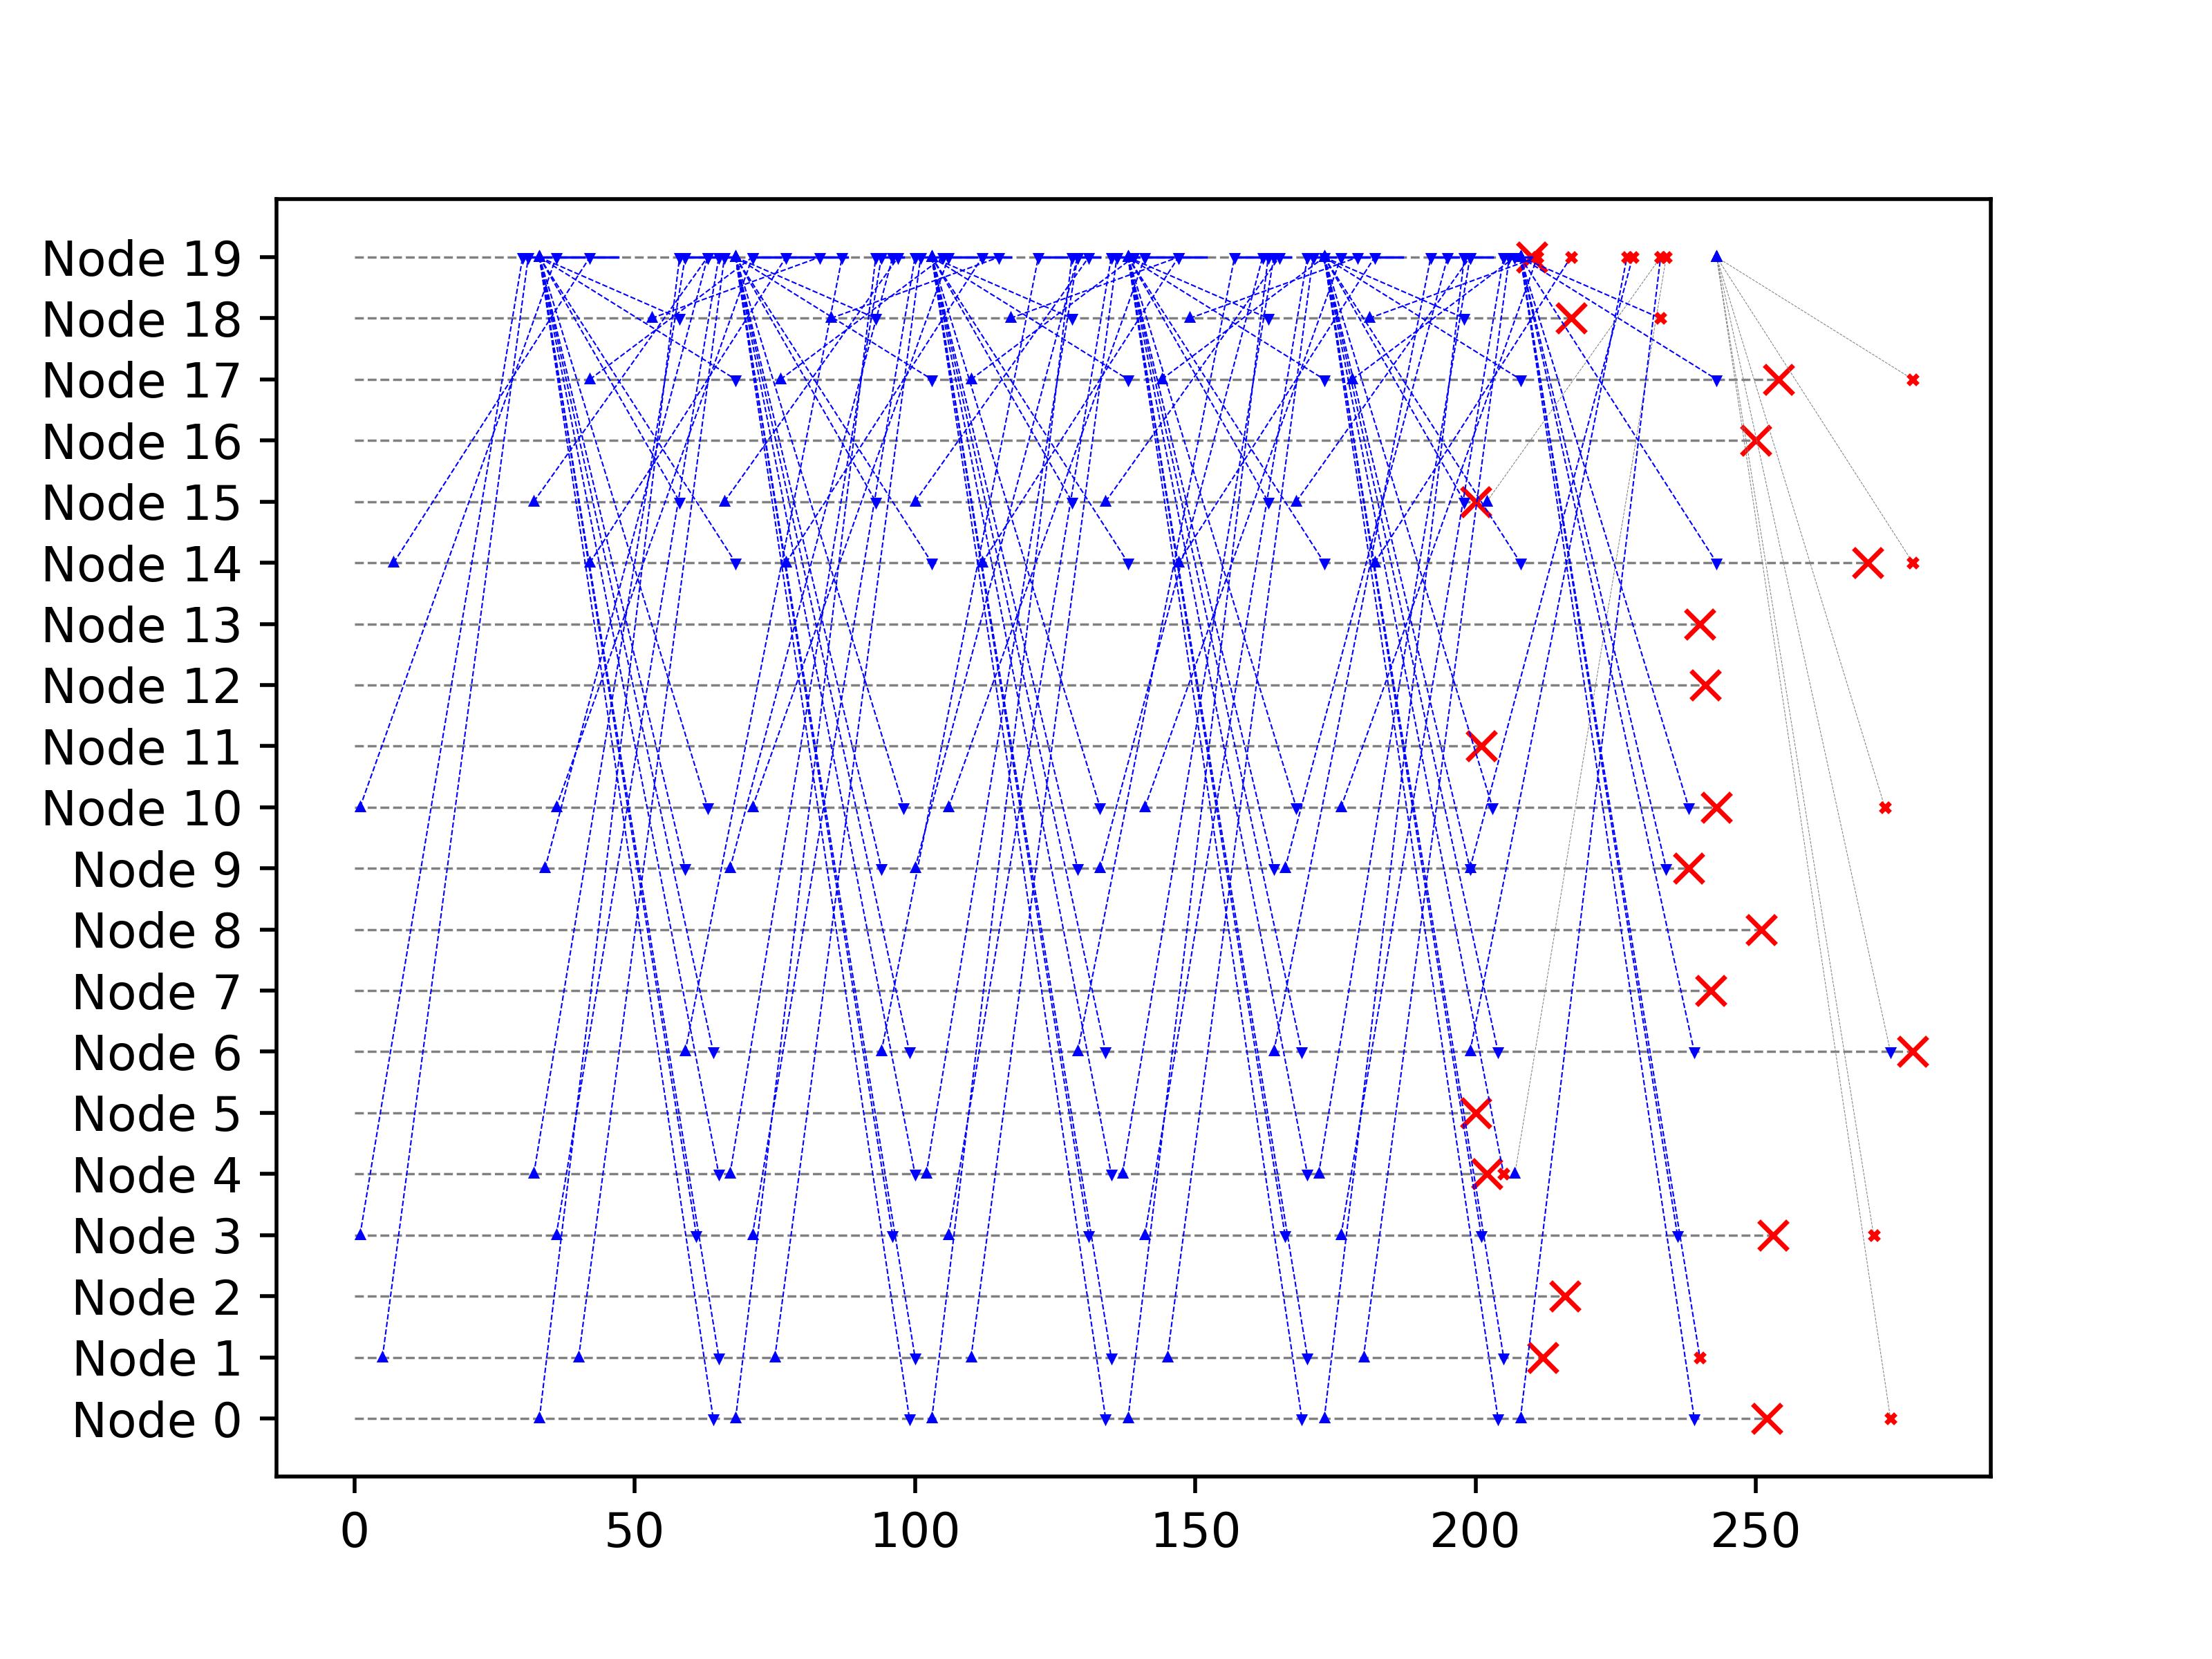 Node 19
Node 18
Node 17
Node 16
Node 15
Node 14
Node 13
Node 12
Node 11
Node 10
Node 9
Node 8
Node 7
Node 6
Node 5
Node 4
Node 3
Node 2
Node 1
Node 0
0 50 100 150 200 250